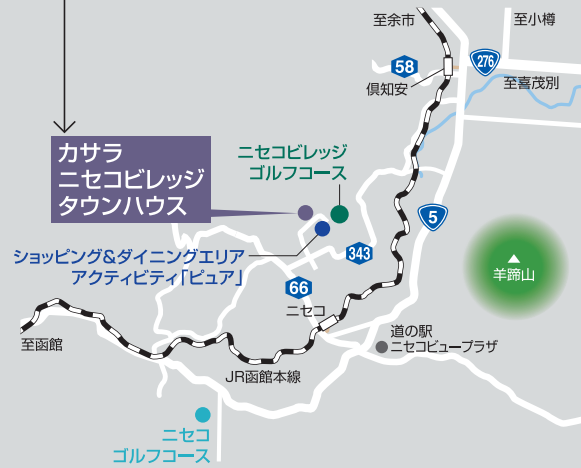 至余市
至小樽
276
58
倶知安
至喜茂別
カサラ
ニセコビレッジ
タウンハウス
ニセコビレッジ
ゴルフコース
5
ショッピング&ダイニングエリア
アクティビティ「ピュア」
343
羊蹄山
66
ニセコ
至函館
道の駅
ニセコビュープラザ
JR函館本線
ニセコ
ゴルフコース